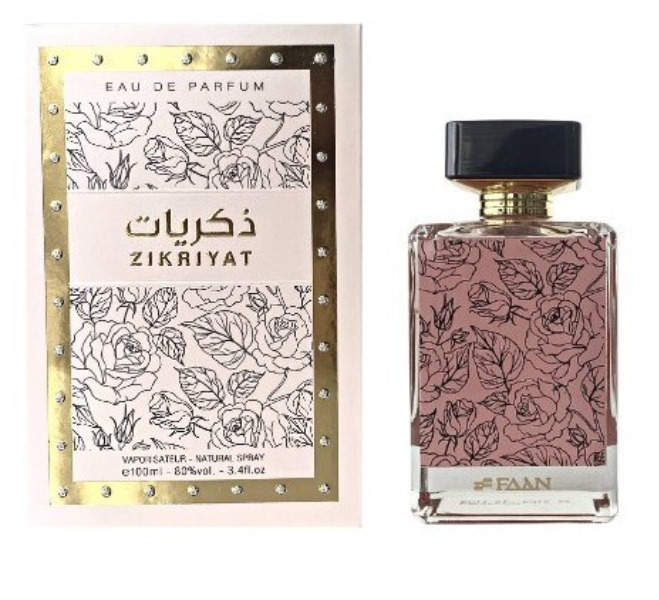 EAU DE PARFUM
ذكريات
ZIKRIYAT
VAPORISATEUR - NATURAL SPRAY
e100ml - 80%vol. - 3.4fl.oz
FAAN